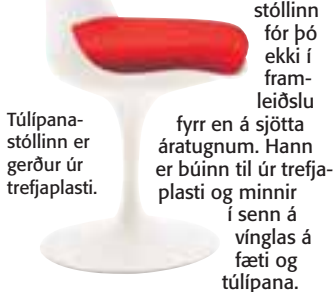 stóllinn
fór þó
ekki í
fram-
leiðslu
fyrr en á sjötta
áratugnum. Hann
er búinn til úr trefja-
plasti og minnir
í senn á
vínglas á
fæti og
túlípana.
Túlípana-
stóllinn er
gerður úr
trefjaplasti.